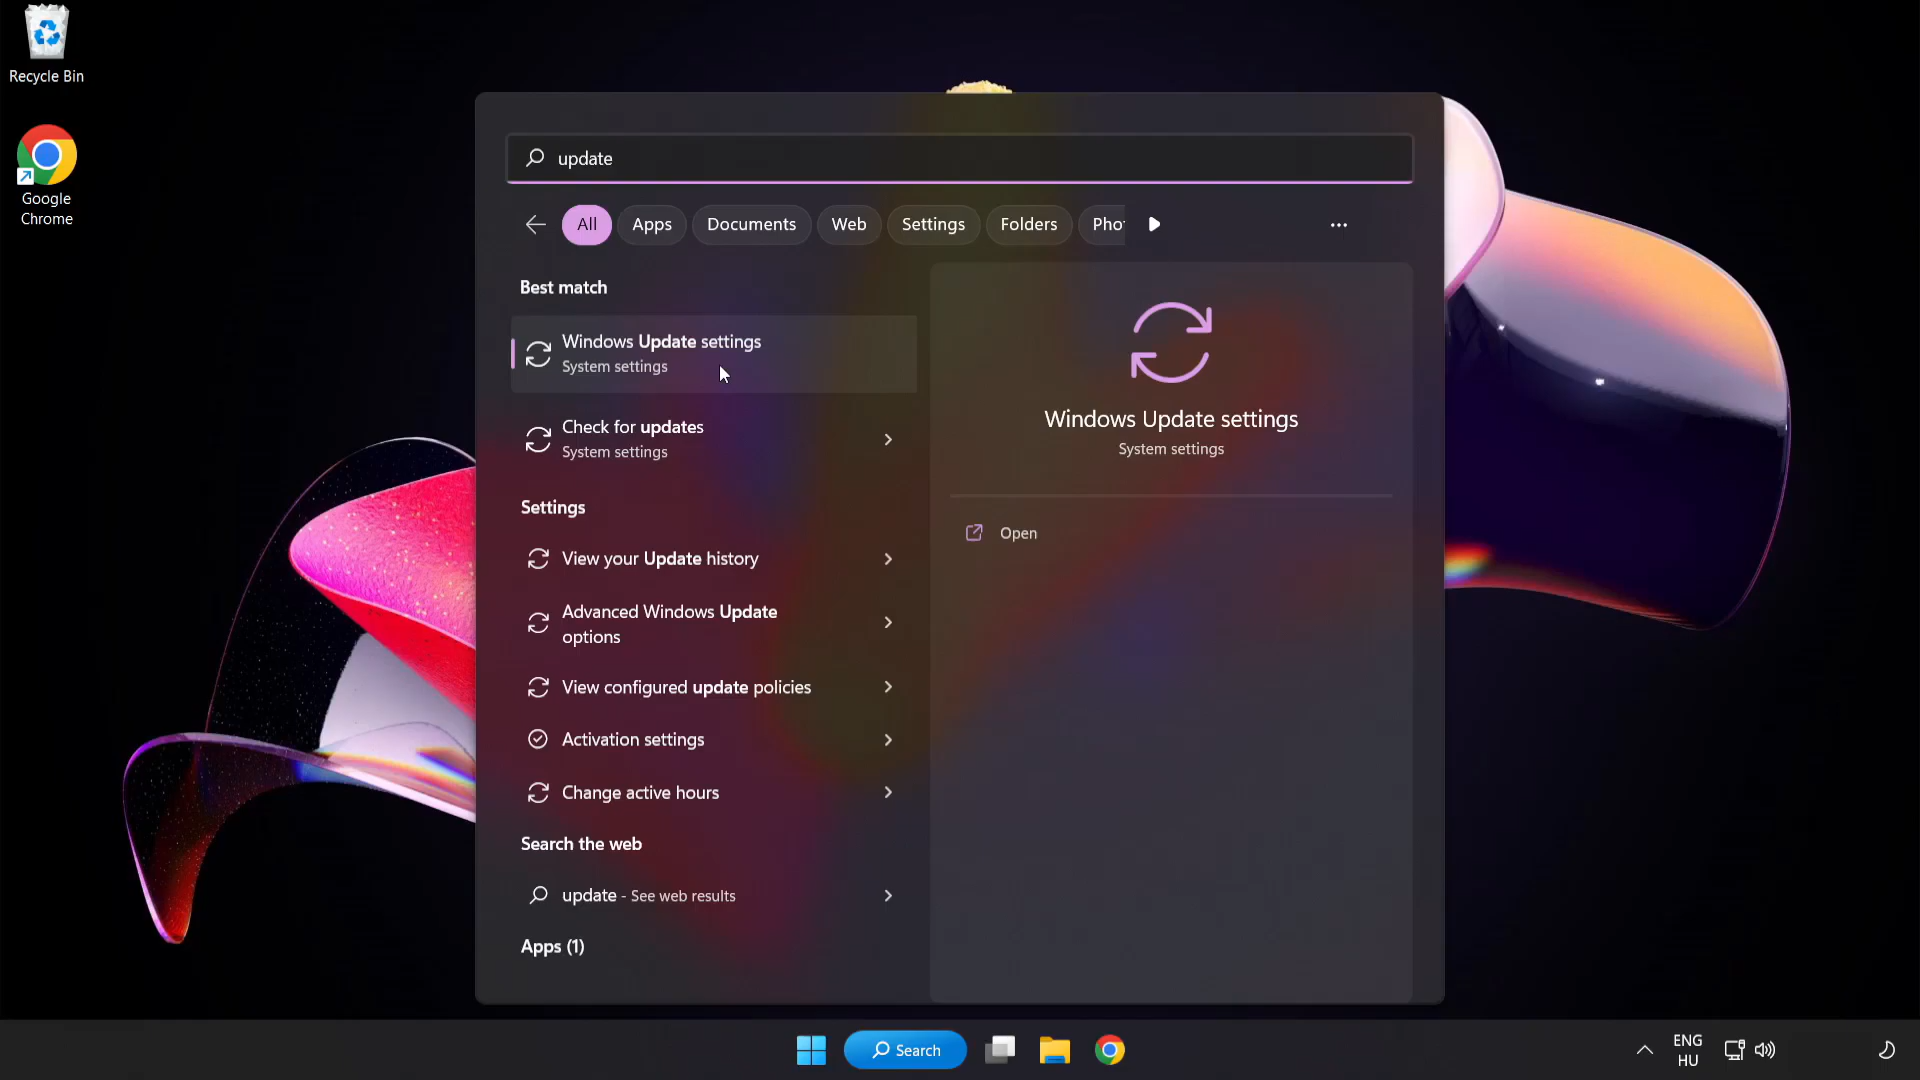 Recycle Bin
Google
Chrome
update
All
Apps
Documents
Web
Settings
Folders
Best match
Windows Update settings
System settings
Check for updates
System settings
Settings
View your Update history
Advanced Windows Update
options
View configured update policies
Activation settings
Change active hours
Search the web
update - See web results
Apps (1)
Windows Update settings
System settings
Open
Search
ENG
HU